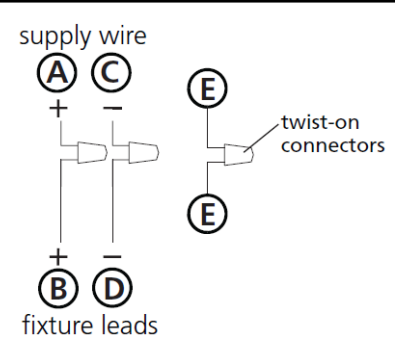 supply wire
A C E
+ −
twist-on
connectors
E
+ −
B D
fixture leads